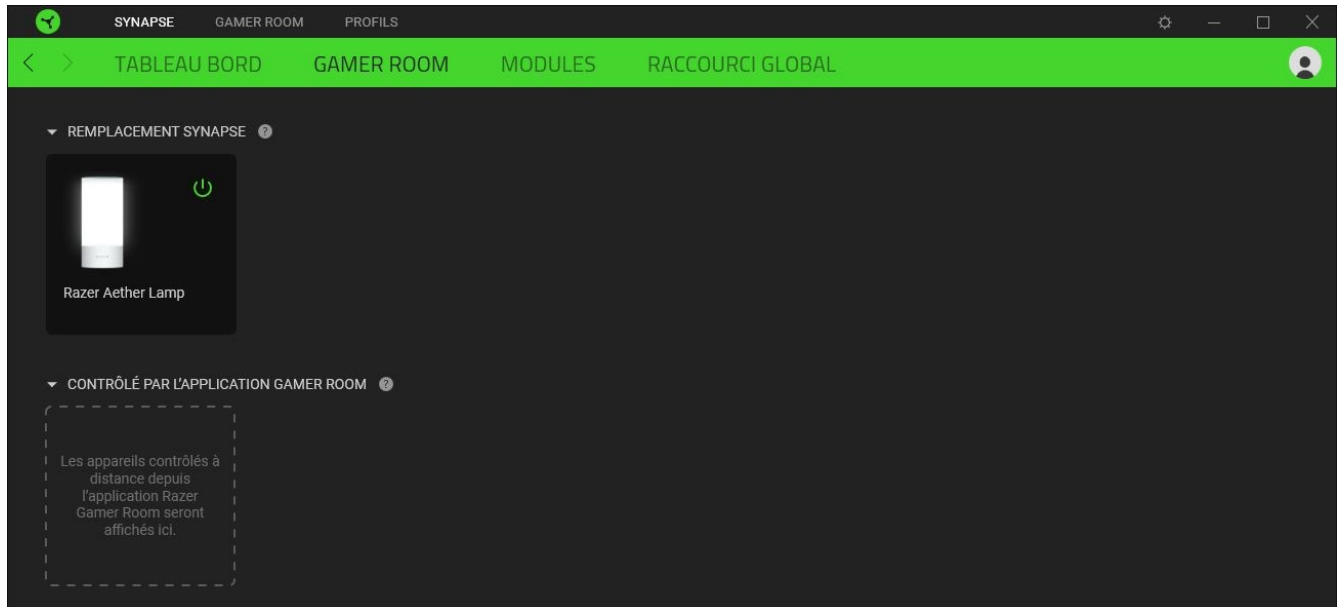 SYNAPSE GAMER ROOM PROFILS
TABLEAU BORD GAMER ROOM MODULES RACCOURCI GLOBAL
REMPLACEMENT SYNAPSE ?
Razer Aether Lamp
CONTRÔLÉ PAR L'APPLICATION GAMER ROOM ?
Les appareils contrôlés à
distance depuis
l'application Razer
Gamer Room seront
affichés ici.